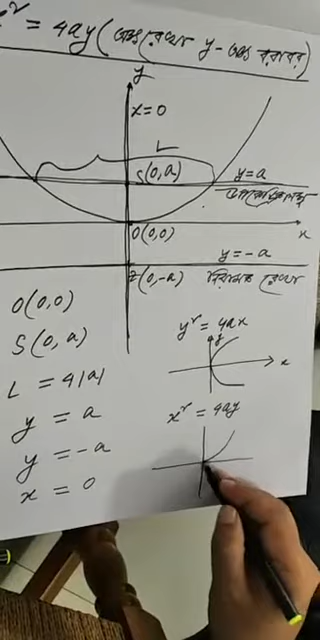 x² = 4ay (অক্ষরেখা y-অক্ষ বরাবর)
y
x=0
L
S(0,a)
y=a
উপকেন্দ্রিক লম্ব
O(0,0)
x
y=-a
Z(0,-a) নিয়ামক রেখা
O(0,0)
S(0,a)
L = 4|a|
y = a
y = -a
x = 0
y² = 4ax
y
x
x² = 4ay